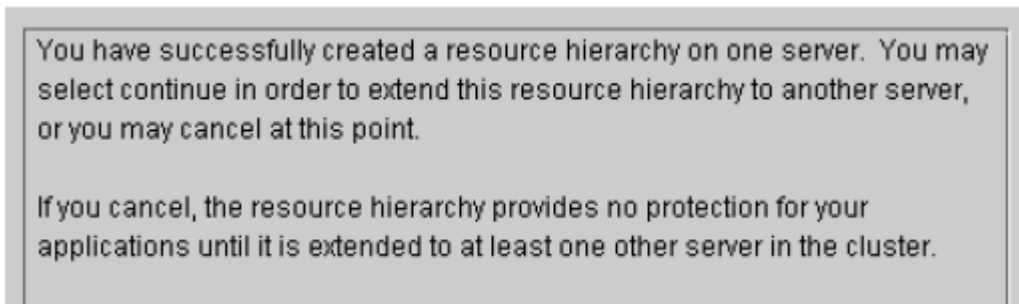 You have successfully created a resource hierarchy on one server.  You may
select continue in order to extend this resource hierarchy to another server,
or you may cancel at this point.
If you cancel, the resource hierarchy provides no protection for your
applications until it is extended to at least one other server in the cluster.